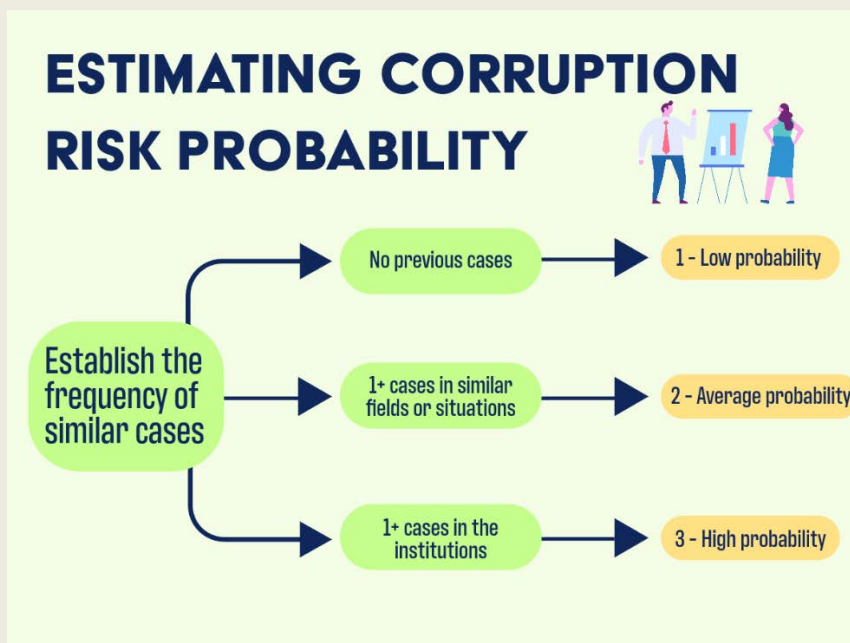 ESTIMATING CORRUPTION
RISK PROBABILITY
No previous cases
1 - Low probability
Establish the
frequency of
similar cases
1+ cases in similar
fields or situations
2 - Average probability
1+ cases in the
institutions
3 - High probability